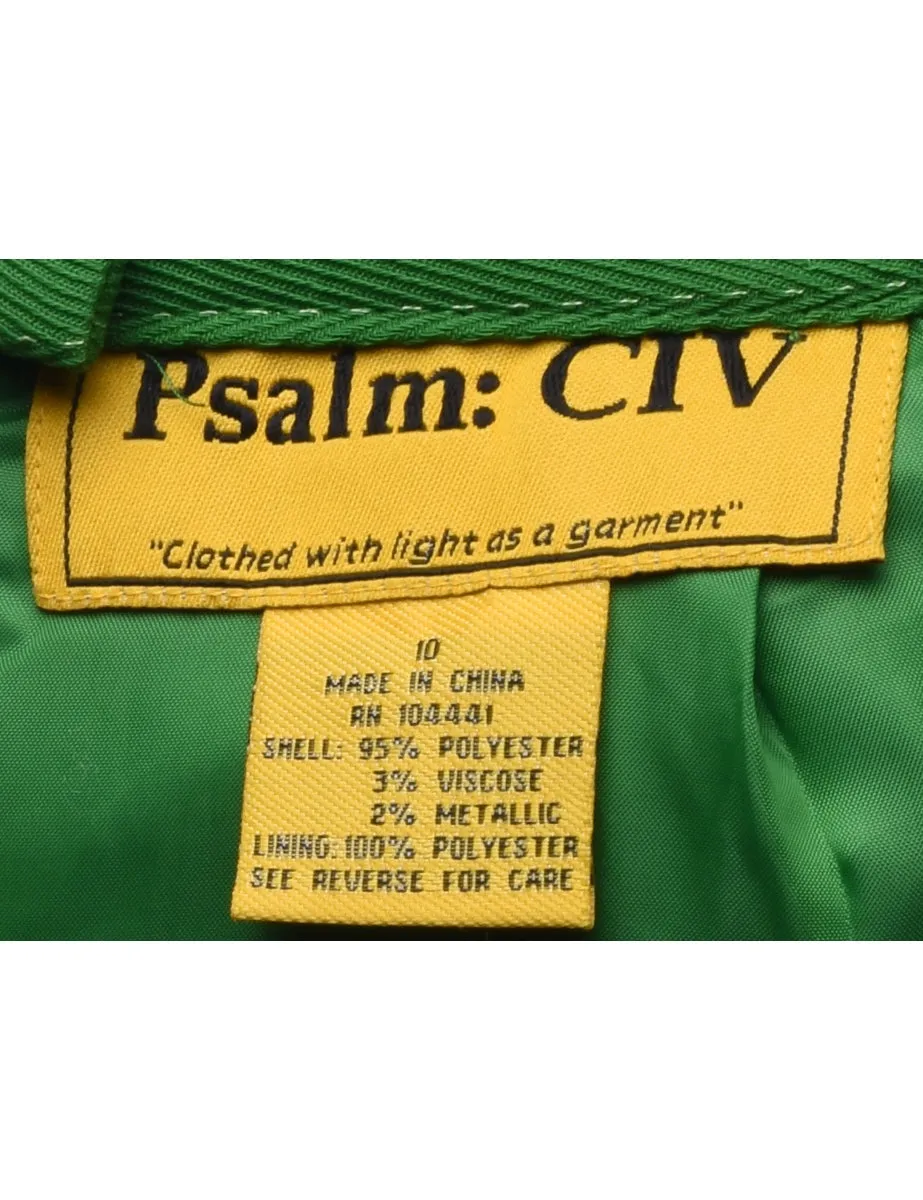 Psalm: CIV
"Clothed with light as a garment"
10
MADE IN CHINA
RN 104441
SHELL: 95% POLYESTER
3% VISCOSE
2% METALLIC
LINING: 100% POLYESTER
SEE REVERSE FOR CARE